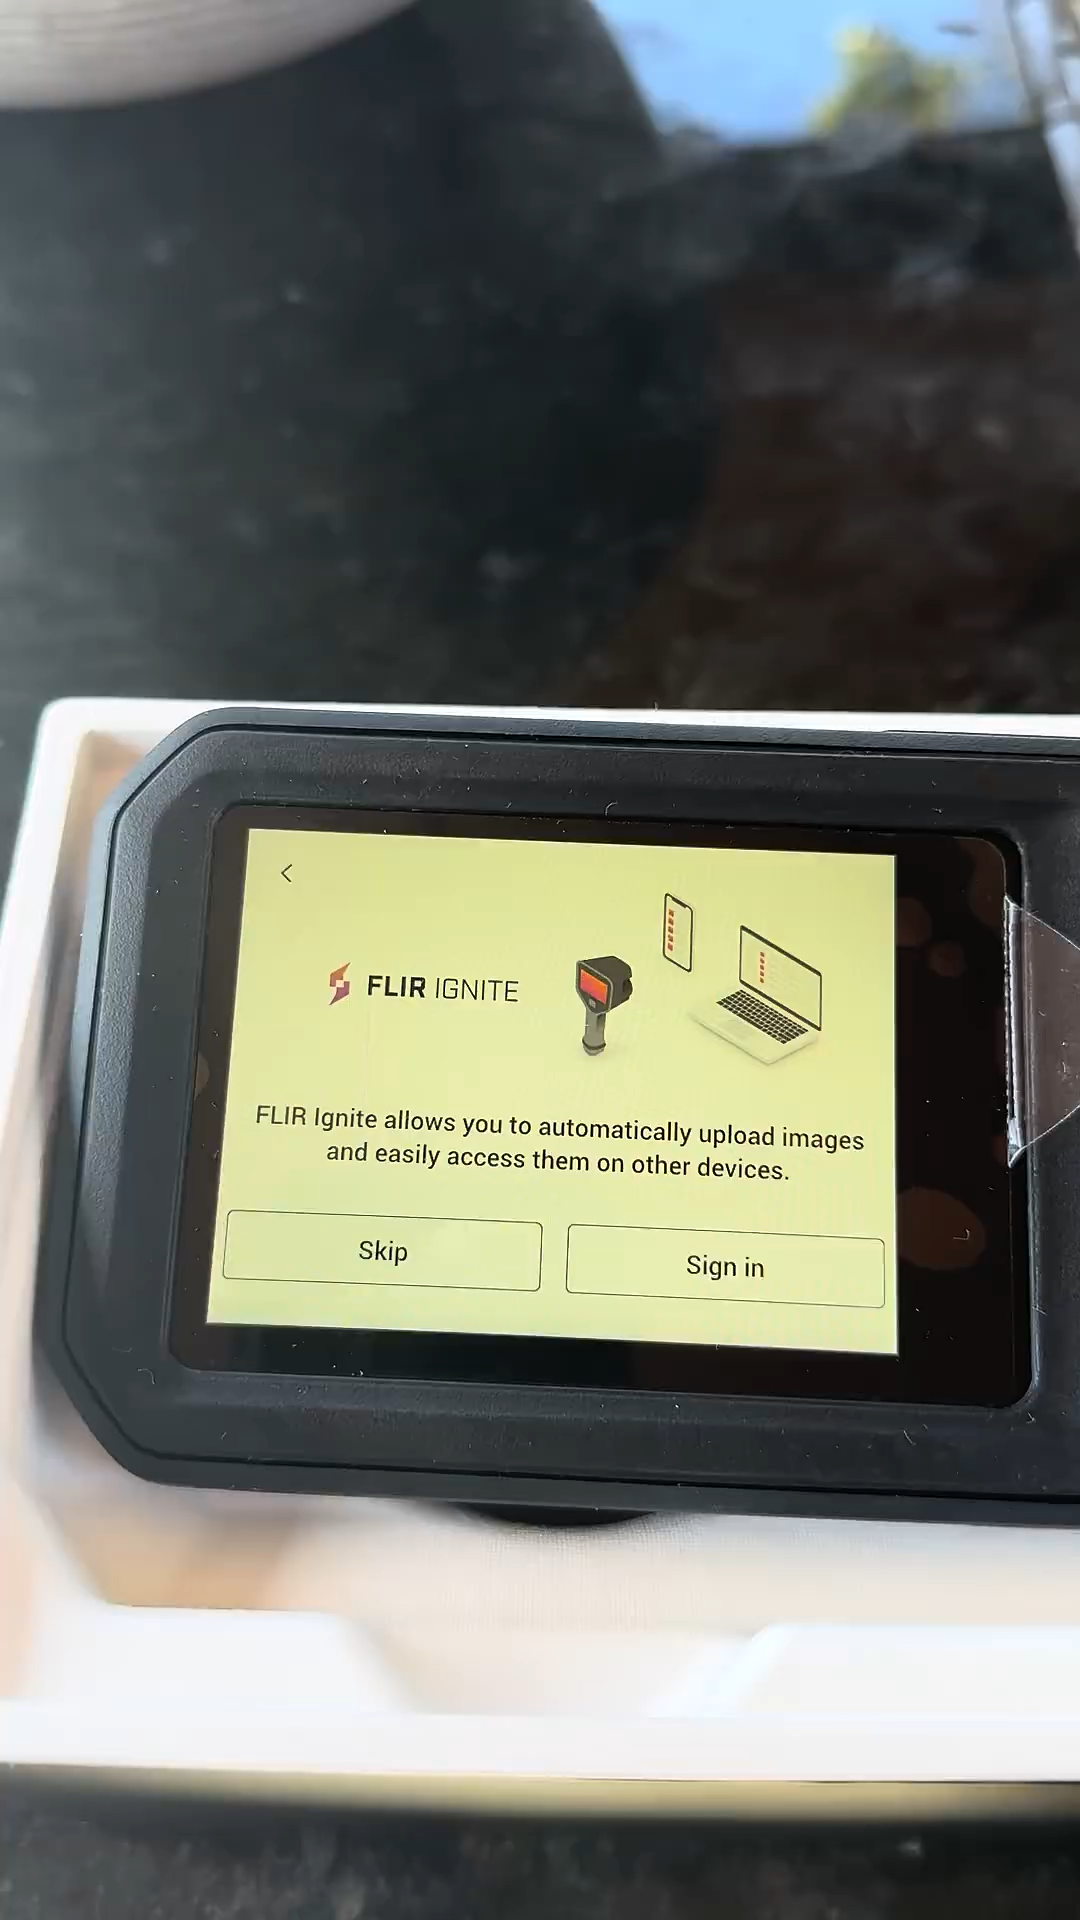 FLIR IGNITE
FLIR Ignite allows you to automatically upload images
and easily access them on other devices.
Skip
Sign in